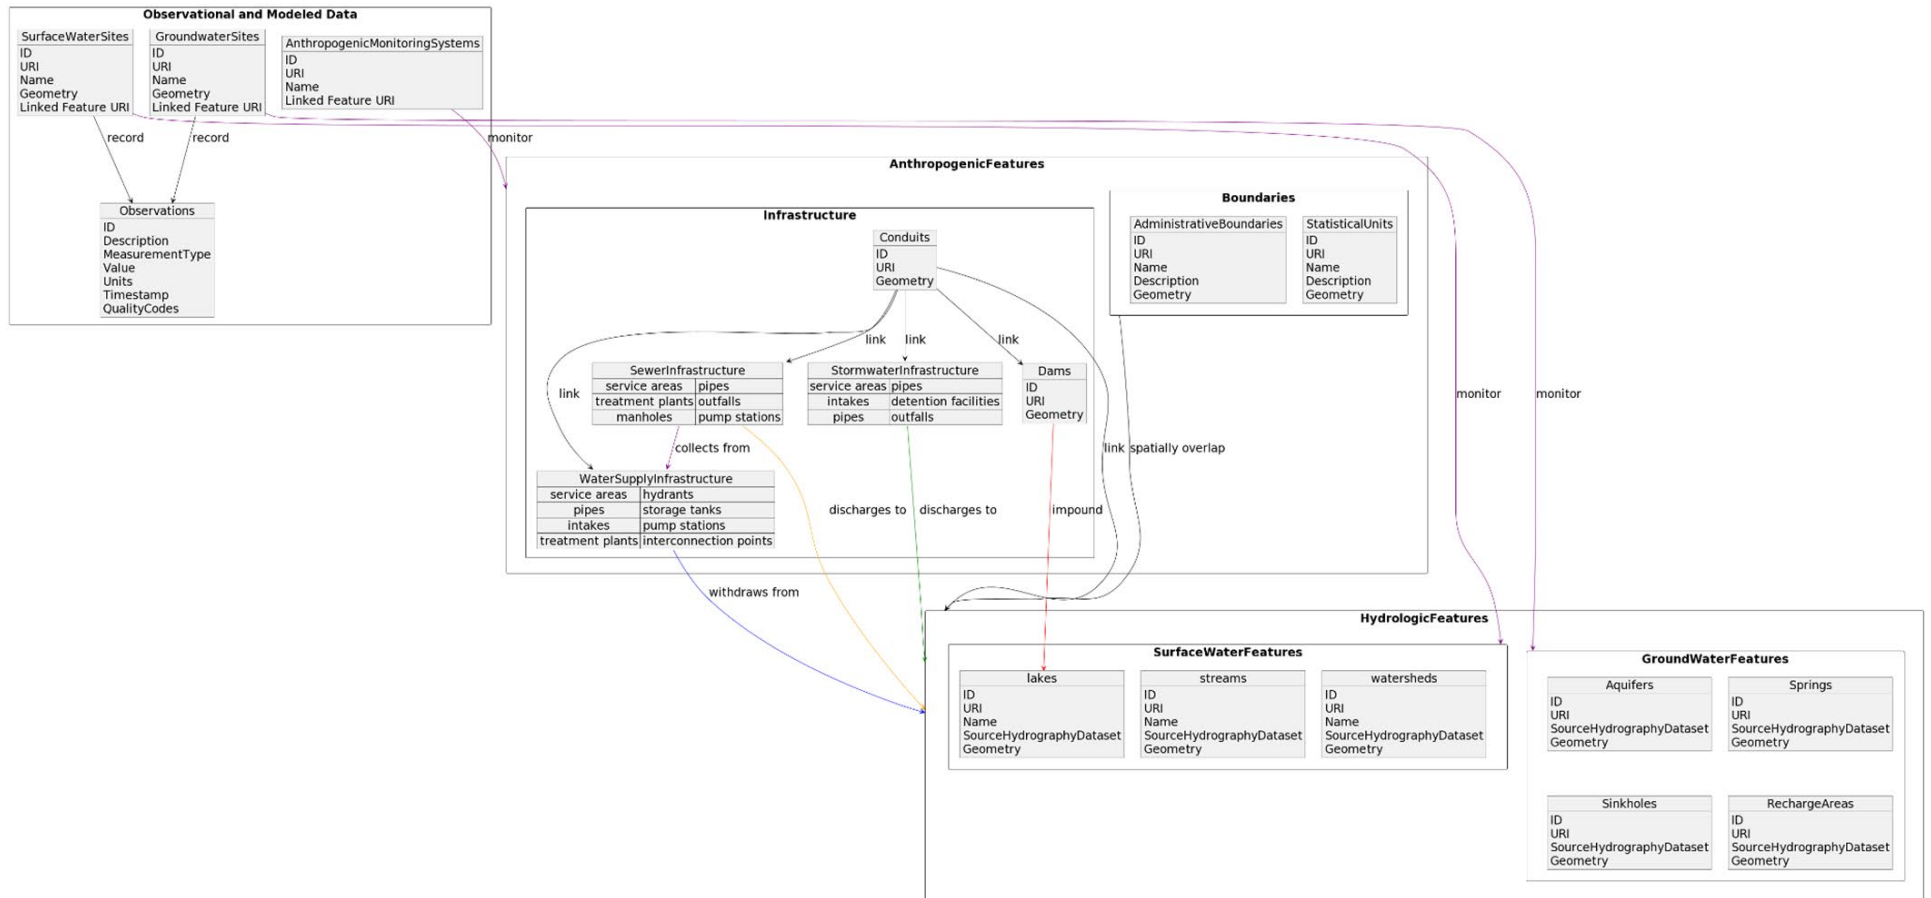 Observational and Modeled Data
SurfaceWaterSites
ID
URI
Name
Geometry
Linked Feature URI
GroundwaterSites
ID
URI
Name
Geometry
Linked Feature URI
AnthropogenicMonitoringSystems
ID
URI
Name
Linked Feature URI
record
record
monitor
Observations
ID
Description
MeasurementType
Value
Units
Timestamp
QualityCodes
AnthropogenicFeatures
Infrastructure
Conduits
ID
URI
Geometry
link
link
link
link
link
SewerInfrastructure
service areas pipes
treatment plants outfalls
manholes pump stations
StormwaterInfrastructure
service areas pipes
intakes detention facilities
pipes outfalls
Dams
ID
URI
Geometry
collects from
WaterSupplyInfrastructure
service areas hydrants
pipes storage tanks
intakes pump stations
treatment plants interconnection points
Boundaries
AdministrativeBoundaries
ID
URI
Name
Description
Geometry
StatisticalUnits
ID
URI
Name
Description
Geometry
spatially overlap
discharges to
discharges to
impound
withdraws from
monitor
monitor
HydrologicFeatures
SurfaceWaterFeatures
lakes
ID
URI
Name
SourceHydrographyDataset
Geometry
streams
ID
URI
Name
SourceHydrographyDataset
Geometry
watersheds
ID
URI
Name
SourceHydrographyDataset
Geometry
GroundWaterFeatures
Aquifers
ID
URI
SourceHydrographyDataset
Geometry
Springs
ID
URI
SourceHydrographyDataset
Geometry
Sinkholes
ID
URI
SourceHydrographyDataset
Geometry
RechargeAreas
ID
URI
SourceHydrographyDataset
Geometry